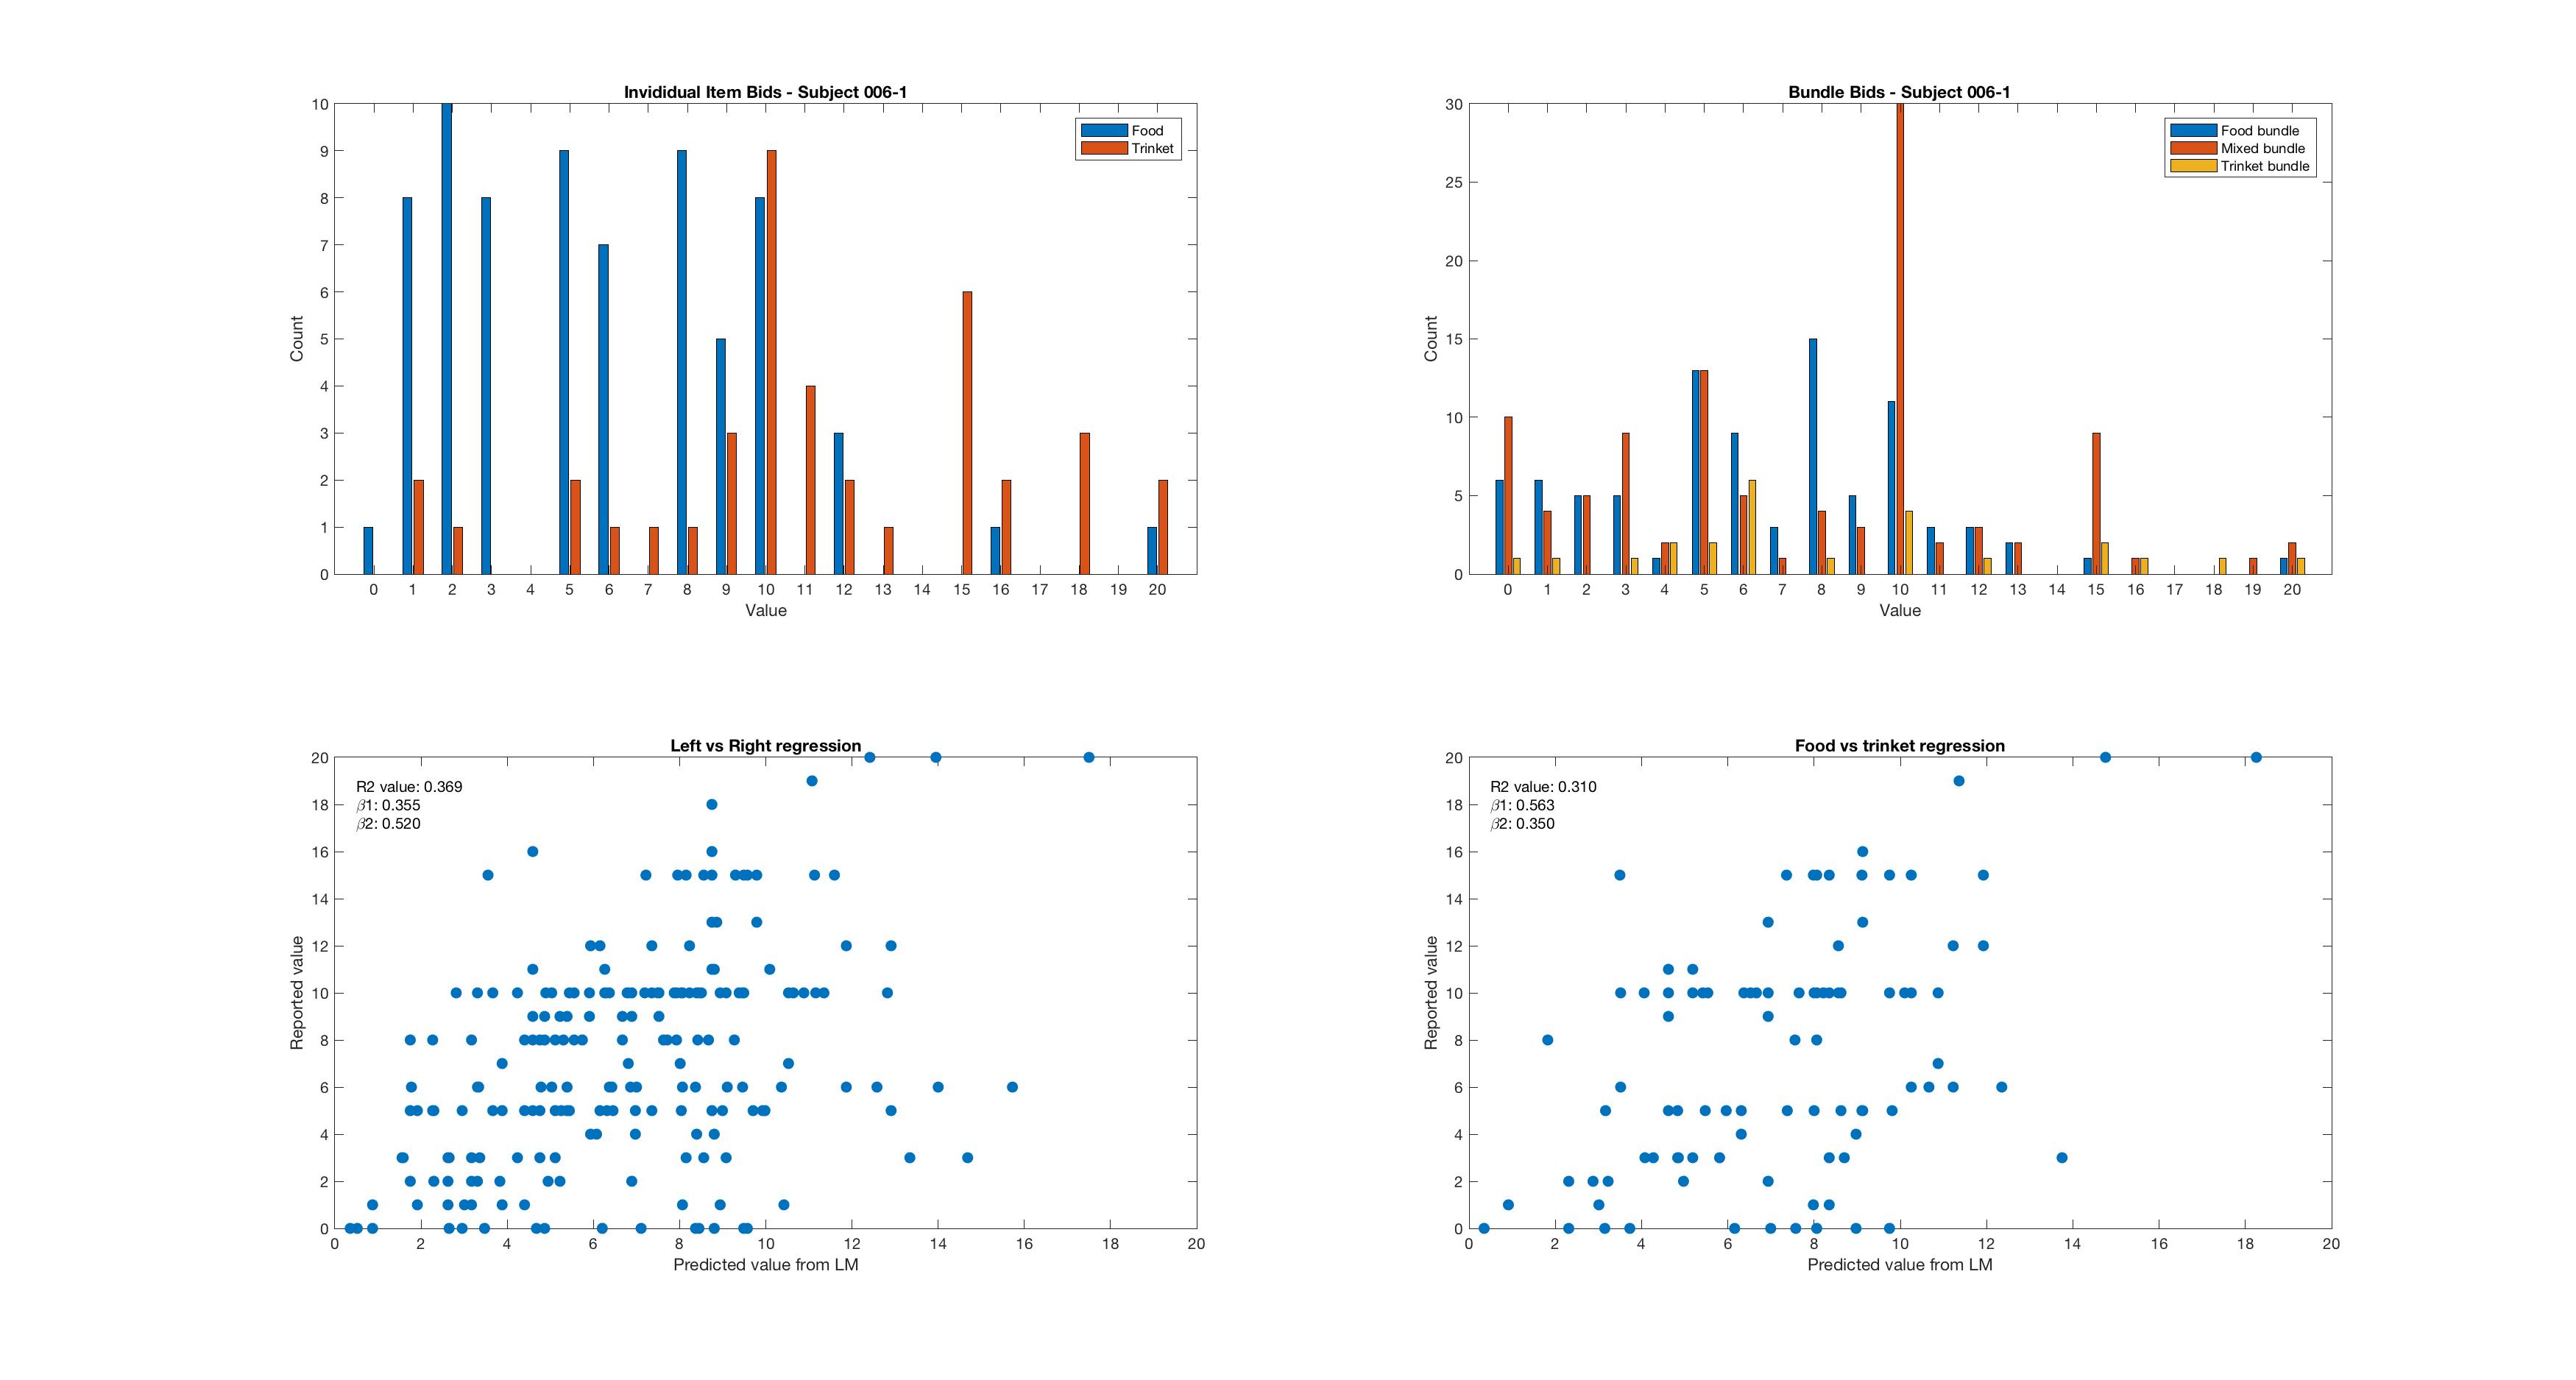 Invididual Item Bids - Subject 006-1
10
9
8
7
6
5
4
3
2
1
0
Count
Food
Trinket
0 1 2 3 4 5 6 7 8 9 10 11 12 13 14 15 16 17 18 19 20
Value
Bundle Bids - Subject 006-1
30
25
20
15
10
5
0
Count
Food bundle
Mixed bundle
Trinket bundle
0 1 2 3 4 5 6 7 8 9 10 11 12 13 14 15 16 17 18 19 20
Value
Left vs Right regression
R2 value: 0.369
β1: 0.355
β2: 0.520
20
18
16
14
12
10
8
6
4
2
0
Reported value
0 2 4 6 8 10 12 14 16 18 20
Predicted value from LM
Food vs trinket regression
R2 value: 0.310
β1: 0.563
β2: 0.350
20
18
16
14
12
10
8
6
4
2
0
Reported value
0 2 4 6 8 10 12 14 16 18 20
Predicted value from LM